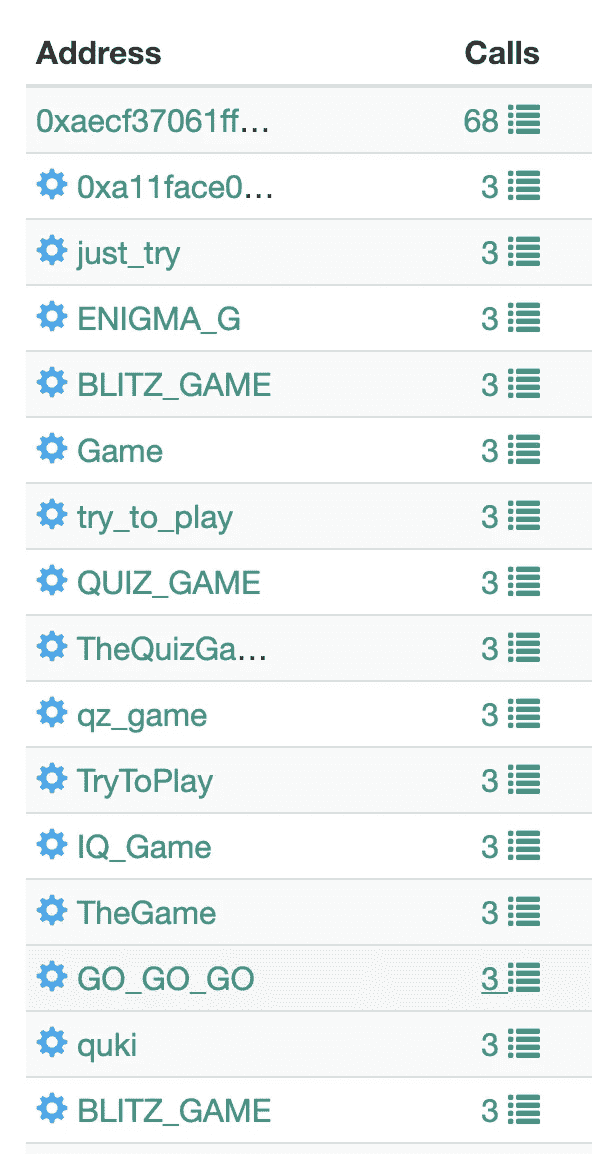 Address Calls
0xaecf37061ff... 68
0xa11face0... 3
just_try 3
ENIGMA_G 3
BLITZ_GAME 3
Game 3
try_to_play 3
QUIZ_GAME 3
TheQuizGa... 3
qz_game 3
TryToPlay 3
IQ_Game 3
TheGame 3
GO_GO_GO 3
quki 3
BLITZ_GAME 3